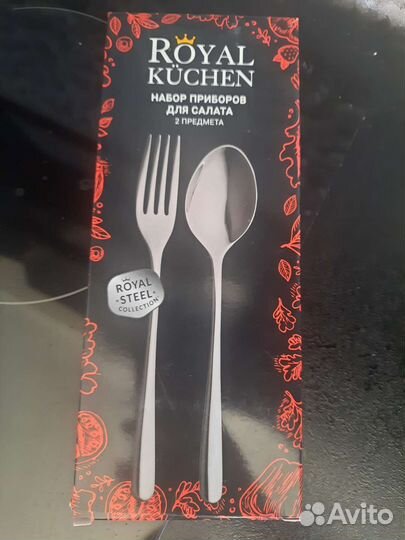 ROYAL
KÜCHEN
НАБОР ПРИБОРОВ
ДЛЯ САЛАТА
2 ПРЕДМЕТА
ROYAL
-STEEL-
COLLECTION
Avito